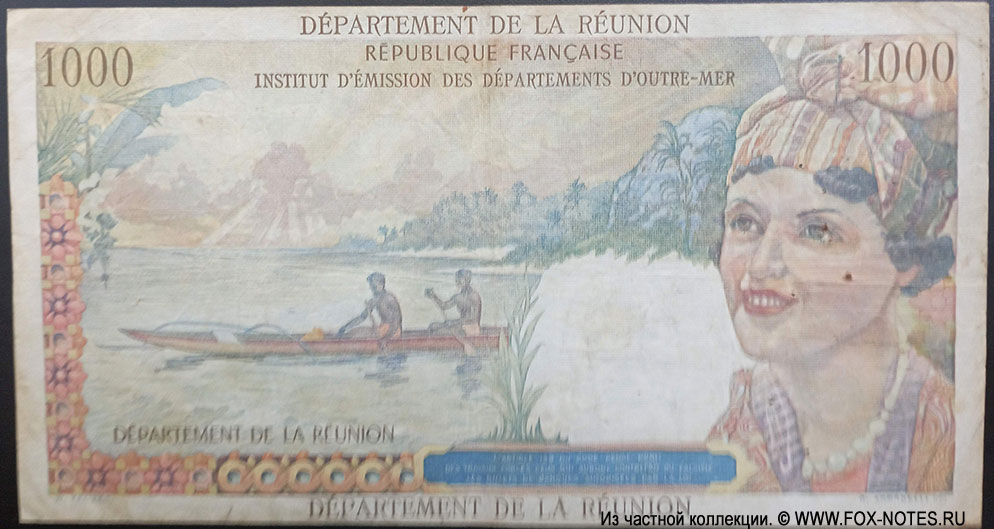 DÉPARTEMENT DE LA RÉUNION
1000
RÉPUBLIQUE FRANÇAISE
1000
INSTITUT D'ÉMISSION DES DÉPARTEMENTS D'OUTRE-MER
DÉPARTEMENT DE LA RÉUNION
DÉPARTEMENT DE LA RÉUNION
Из частной коллекции. © WWW.FOX-NOTES.RU